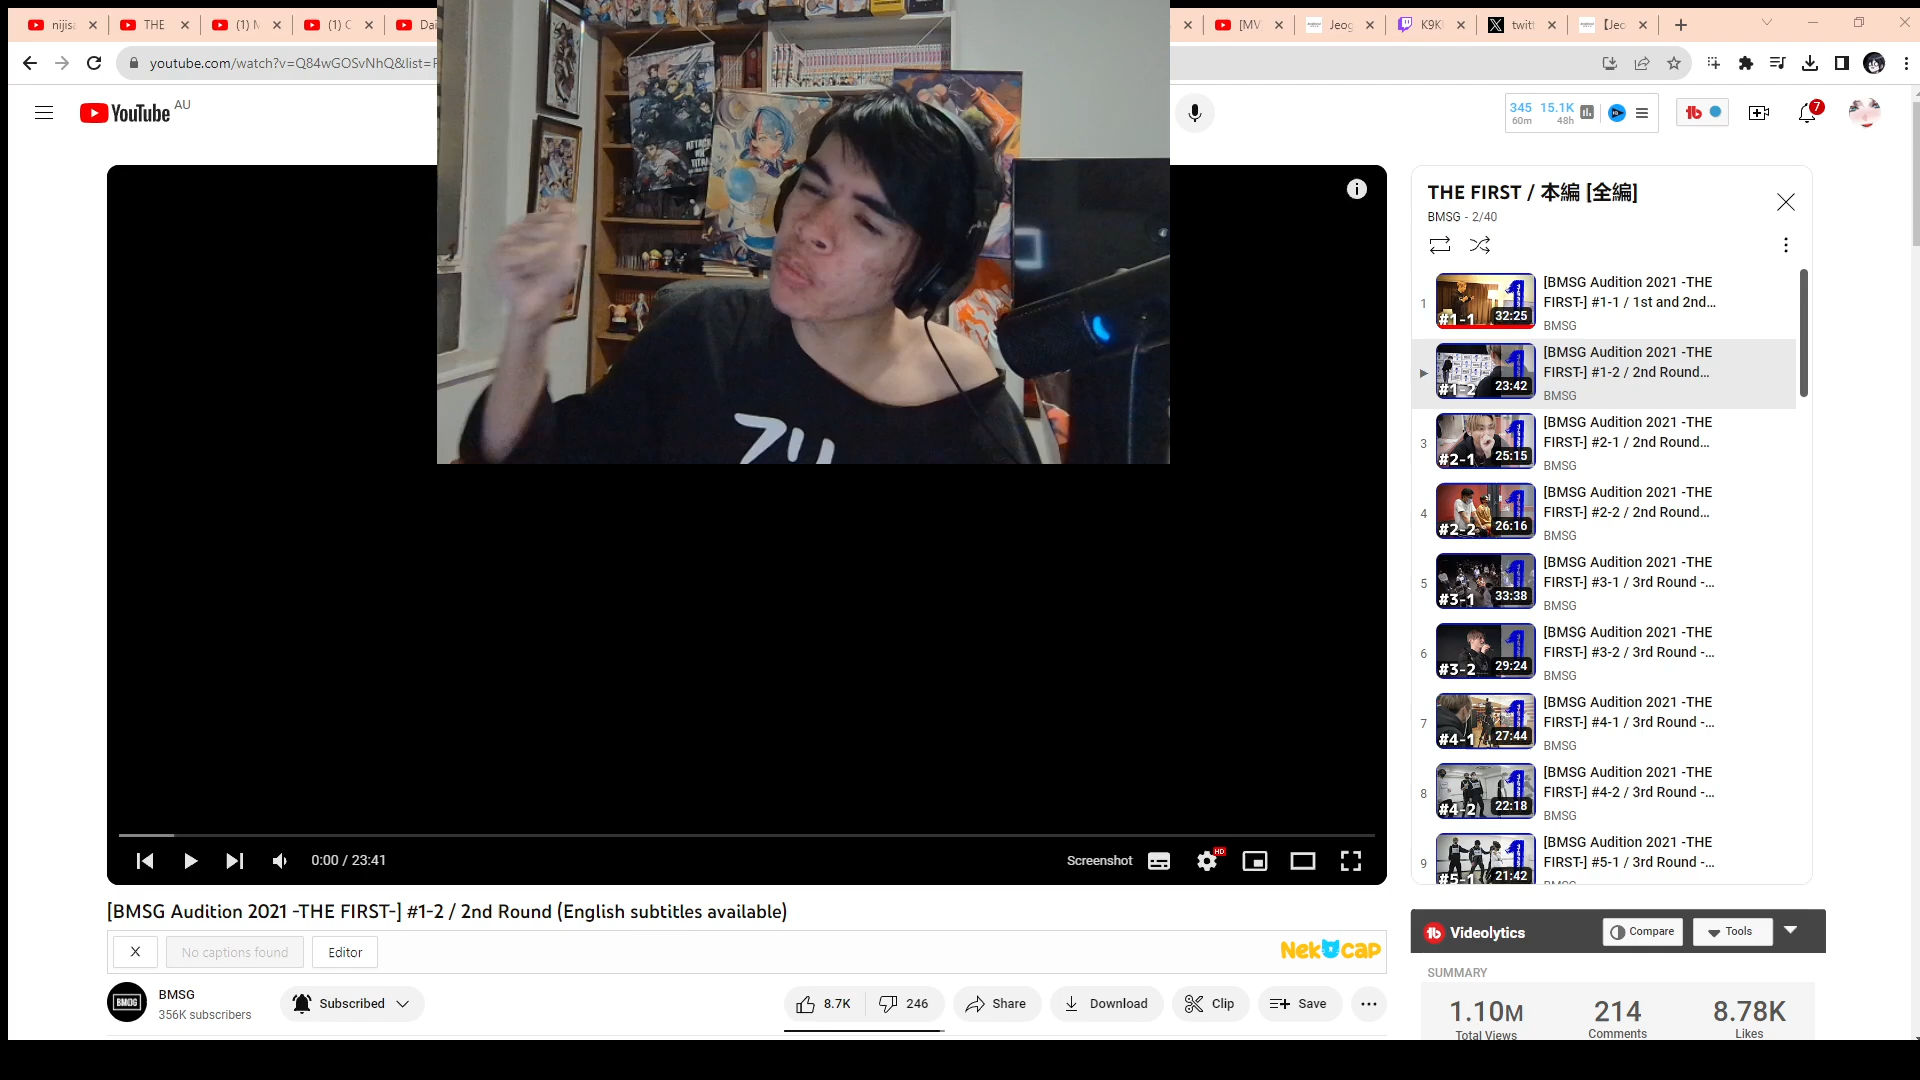 nijisa
THE
(1) M
(1) C
Dai
[MV
Jeog
K9KU
twitt
【Jeo
youtube.com/watch?v=Q84wGOSvNhQ&list=P
YouTube AU
345 15.1K
60m 48h
7
ATTACK
ON
TITAN
THE FIRST / 本編 [全編]
BMSG - 2/40
1
#1-1 32:25
[BMSG Audition 2021 -THE
FIRST-] #1-1 / 1st and 2nd...
BMSG
#1-2 23:42
[BMSG Audition 2021 -THE
FIRST-] #1-2 / 2nd Round...
BMSG
3
#2-1 25:15
[BMSG Audition 2021 -THE
FIRST-] #2-1 / 2nd Round...
BMSG
4
#2-2 26:16
[BMSG Audition 2021 -THE
FIRST-] #2-2 / 2nd Round...
BMSG
5
#3-1 33:38
[BMSG Audition 2021 -THE
FIRST-] #3-1 / 3rd Round -...
BMSG
6
#3-2 29:24
[BMSG Audition 2021 -THE
FIRST-] #3-2 / 3rd Round -...
BMSG
7
#4-1 27:44
[BMSG Audition 2021 -THE
FIRST-] #4-1 / 3rd Round -...
BMSG
8
#4-2 22:18
[BMSG Audition 2021 -THE
FIRST-] #4-2 / 3rd Round -...
BMSG
9
#5-1 21:42
[BMSG Audition 2021 -THE
FIRST-] #5-1 / 3rd Round -...
BMSG
0:00 / 23:41
Screenshot
HD
[BMSG Audition 2021 -THE FIRST-] #1-2 / 2nd Round (English subtitles available)
X No captions found Editor
NekoCap
BMSG
BMSG
356K subscribers
Subscribed
8.7K 246 Share Download Clip Save
Videolytics
Compare Tools
SUMMARY
1.10M 214 8.78K
Total Views Comments Likes